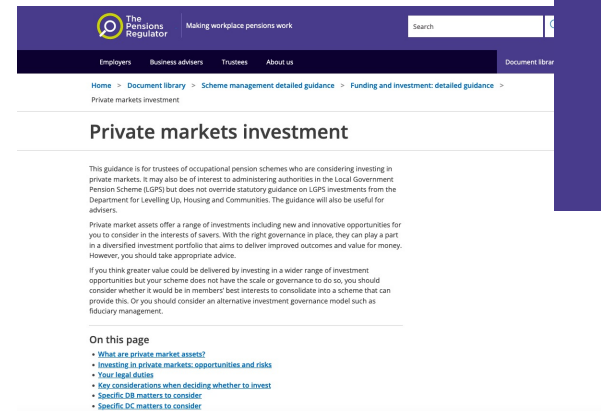 The
Pensions
Regulator
Making workplace pensions work
Search
Employers Business advisers Trustees About us
Document librar
Home > Document library > Scheme management detailed guidance > Funding and investment: detailed guidance >
Private markets investment
Private markets investment
This guidance is for trustees of occupational pension schemes who are considering investing in
private markets. It may also be of interest to administering authorities in the Local Government
Pension Scheme (LGPS) but does not override statutory guidance on LGPS investments from the
Department for Levelling Up, Housing and Communities. The guidance will also be useful for
advisers.
Private market assets offer a range of investments including new and innovative opportunities for
you to consider in the interests of savers. With the right governance in place, they can play a part
in a diversified investment portfolio that aims to deliver improved outcomes and value for money.
However, you should take appropriate advice.
If you think greater value could be delivered by investing in a wider range of investment
opportunities but your scheme does not have the scale or governance to do so, you should
consider whether it would be in members' best interests to consolidate into a scheme that can
provide this. Or you should consider an alternative investment governance model such as
fiduciary management.
On this page
• What are private market assets?
• Investing in private markets: opportunities and risks
• Your legal duties
• Key considerations when deciding whether to invest
• Specific DB matters to consider
• Specific DC matters to consider